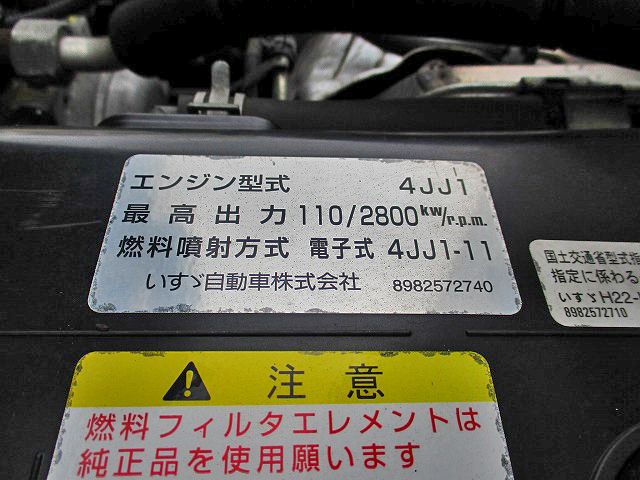 エンジン型式 4JJ1
最高出力 110/2800kw/r.p.m.
燃料噴射方式 電子式 4JJ1-11
いすゞ自動車株式会社 8982572740
国土交通省型式指
指定に係わる
いすゞH22-
8982572710
注意
燃料フィルタエレメントは
純正品を使用願います